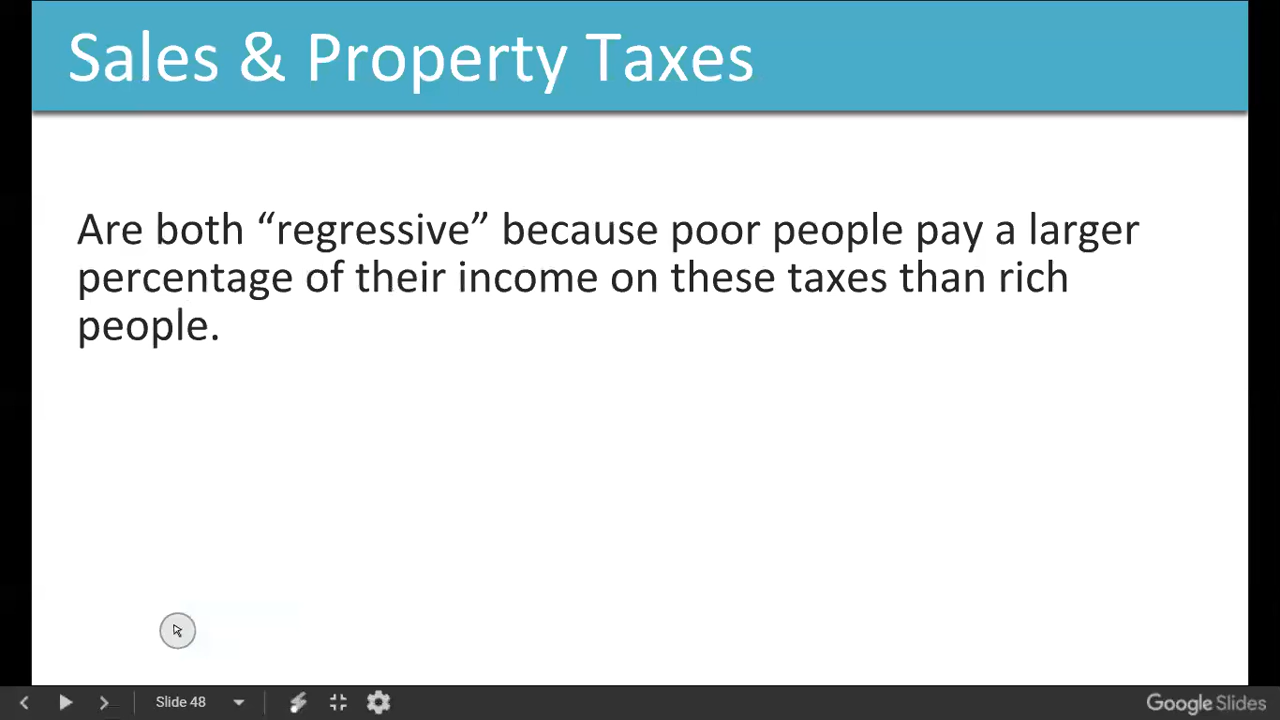 Sales & Property Taxes
Are both “regressive” because poor people pay a larger
percentage of their income on these taxes than rich
people.
Slide 48
Google Slides